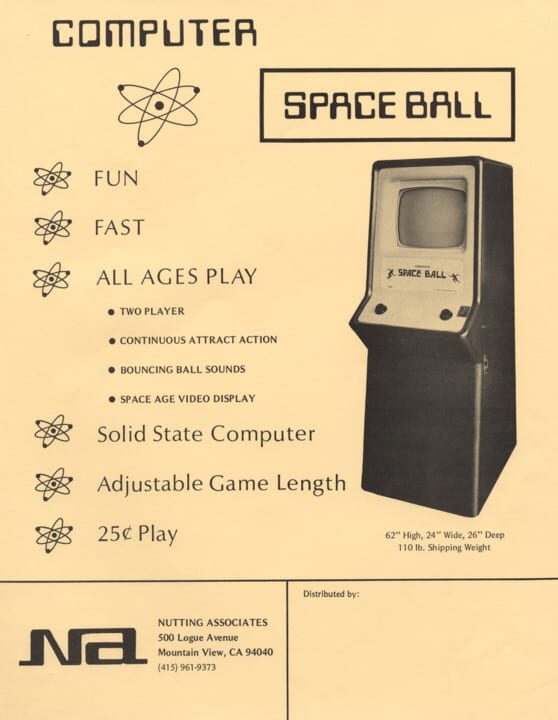 COMPUTER
SPACE BALL
FUN
FAST
ALL AGES PLAY
• TWO PLAYER
• CONTINUOUS ATTRACT ACTION
• BOUNCING BALL SOUNDS
• SPACE AGE VIDEO DISPLAY
Solid State Computer
Adjustable Game Length
25¢ Play
SPACE BALL
62" High, 24" Wide, 26" Deep
110 lb. Shipping Weight
Na
NUTTING ASSOCIATES
500 Logue Avenue
Mountain View, CA 94040
(415) 961-9373
Distributed by: